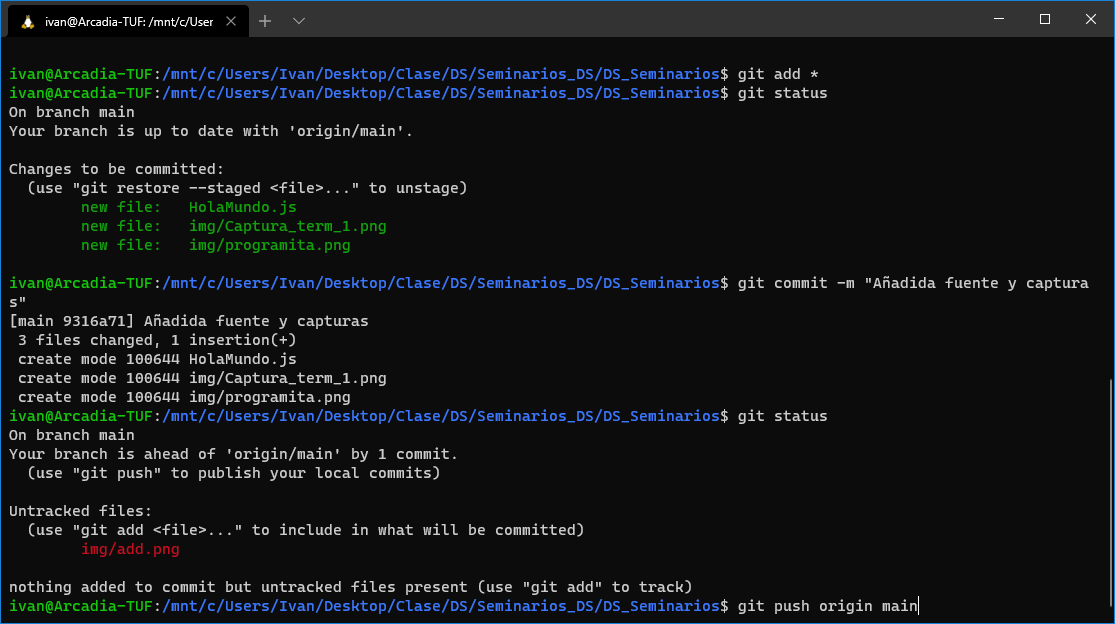 ivan@Arcadia-TUF: /mnt/c/User
ivan@Arcadia-TUF:/mnt/c/Users/Ivan/Desktop/Clase/DS/Seminarios_DS/DS_Seminarios$ git add *
ivan@Arcadia-TUF:/mnt/c/Users/Ivan/Desktop/Clase/DS/Seminarios_DS/DS_Seminarios$ git status
On branch main
Your branch is up to date with 'origin/main'.
Changes to be committed:
  (use "git restore --staged <file>..." to unstage)
        new file:   HolaMundo.js
        new file:   img/Captura_term_1.png
        new file:   img/programita.png
ivan@Arcadia-TUF:/mnt/c/Users/Ivan/Desktop/Clase/DS/Seminarios_DS/DS_Seminarios$ git commit -m "Añadida fuente y captura
s"
[main 9316a71] Añadida fuente y capturas
 3 files changed, 1 insertion(+)
 create mode 100644 HolaMundo.js
 create mode 100644 img/Captura_term_1.png
 create mode 100644 img/programita.png
ivan@Arcadia-TUF:/mnt/c/Users/Ivan/Desktop/Clase/DS/Seminarios_DS/DS_Seminarios$ git status
On branch main
Your branch is ahead of 'origin/main' by 1 commit.
  (use "git push" to publish your local commits)
Untracked files:
  (use "git add <file>..." to include in what will be committed)
        img/add.png
nothing added to commit but untracked files present (use "git add" to track)
ivan@Arcadia-TUF:/mnt/c/Users/Ivan/Desktop/Clase/DS/Seminarios_DS/DS_Seminarios$ git push origin main